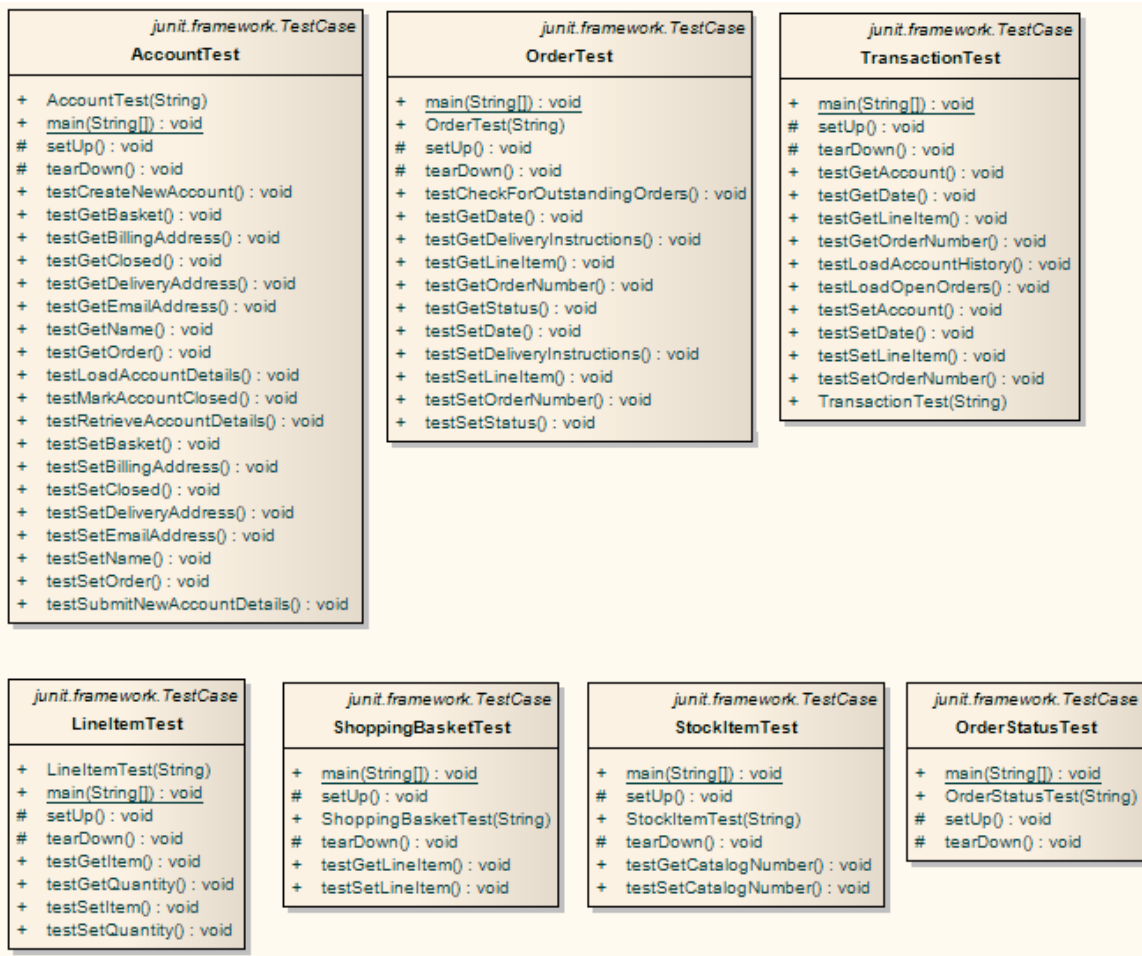 junit.framework.TestCase
AccountTest
+ AccountTest(String)
+ main(String[]) : void
# setUp() : void
# tearDown() : void
+ testCreateNewAccount() : void
+ testGetBasket() : void
+ testGetBillingAddress() : void
+ testGetClosed() : void
+ testGetDeliveryAddress() : void
+ testGetEmailAddress() : void
+ testGetName() : void
+ testGetOrder() : void
+ testLoadAccountDetails() : void
+ testMarkAccountClosed() : void
+ testRetrieveAccountDetails() : void
+ testSetBasket() : void
+ testSetBillingAddress() : void
+ testSetClosed() : void
+ testSetDeliveryAddress() : void
+ testSetEmailAddress() : void
+ testSetName() : void
+ testSetOrder() : void
+ testSubmitNewAccountDetails() : void
junit.framework.TestCase
OrderTest
+ main(String[]) : void
+ OrderTest(String)
# setUp() : void
# tearDown() : void
+ testCheckForOutstandingOrders() : void
+ testGetDate() : void
+ testGetDeliveryInstructions() : void
+ testGetLineItem() : void
+ testGetOrderNumber() : void
+ testGetStatus() : void
+ testSetDate() : void
+ testSetDeliveryInstructions() : void
+ testSetLineItem() : void
+ testSetOrderNumber() : void
+ testSetStatus() : void
junit.framework.TestCase
TransactionTest
+ main(String[]) : void
# setUp() : void
# tearDown() : void
+ testGetAccount() : void
+ testGetDate() : void
+ testGetLineItem() : void
+ testGetOrderNumber() : void
+ testLoadAccountHistory() : void
+ testLoadOpenOrders() : void
+ testSetAccount() : void
+ testSetDate() : void
+ testSetLineItem() : void
+ testSetOrderNumber() : void
+ TransactionTest(String)
junit.framework.TestCase
LineItemTest
+ LineItemTest(String)
+ main(String[]) : void
# setUp() : void
# tearDown() : void
+ testGetItem() : void
+ testGetQuantity() : void
+ testSetItem() : void
+ testSetQuantity() : void
junit.framework.TestCase
ShoppingBasketTest
+ main(String[]) : void
# setUp() : void
+ ShoppingBasketTest(String)
# tearDown() : void
+ testGetLineItem() : void
+ testSetLineItem() : void
junit.framework.TestCase
StockItemTest
+ main(String[]) : void
# setUp() : void
+ StockItemTest(String)
# tearDown() : void
+ testGetCatalogNumber() : void
+ testSetCatalogNumber() : void
junit.framework.TestCase
OrderStatusTest
+ main(String[]) : void
+ OrderStatusTest(String)
# setUp() : void
# tearDown() : void